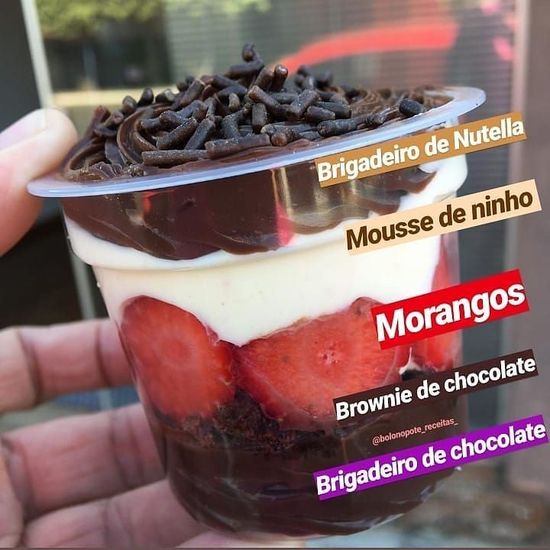 Brigadeiro de Nutella
Mousse de ninho
Morangos
Brownie de chocolate
@bolonopote_receitas_
Brigadeiro de chocolate